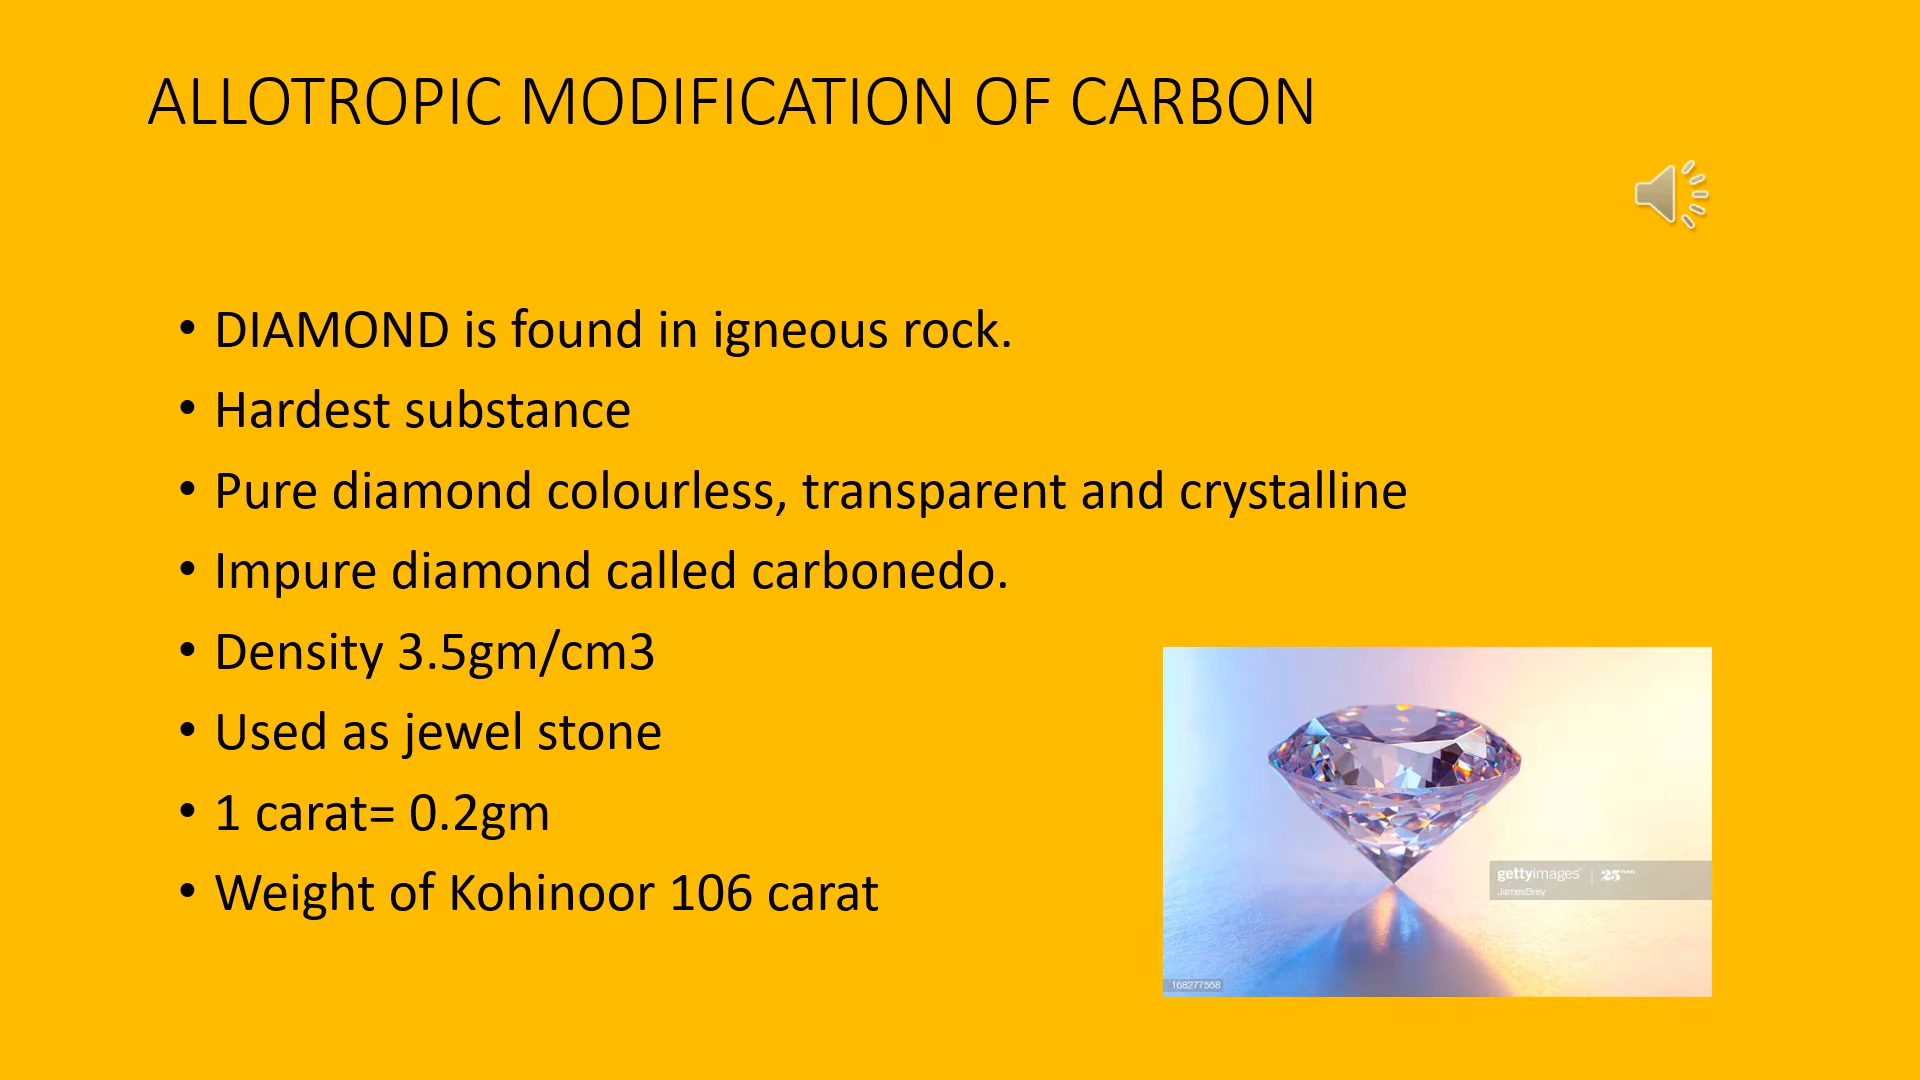 ALLOTROPIC MODIFICATION OF CARBON
• DIAMOND is found in igneous rock.
• Hardest substance
• Pure diamond colourless, transparent and crystalline
• Impure diamond called carbonedo.
• Density 3.5gm/cm3
• Used as jewel stone
• 1 carat= 0.2gm
• Weight of Kohinoor 106 carat
gettyimages 25
JamesBrey
168277558